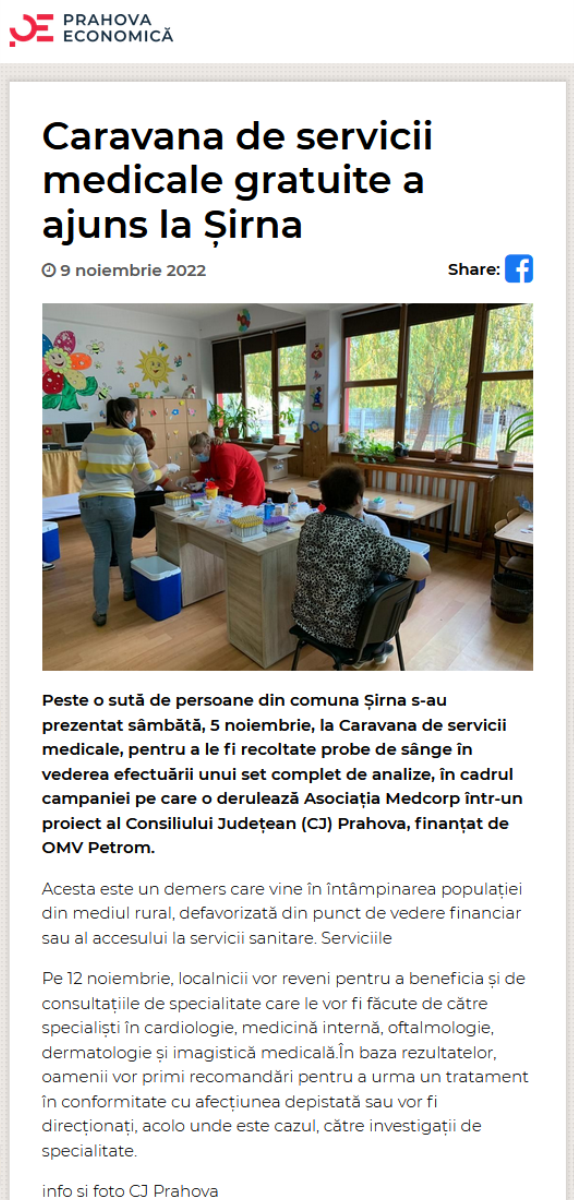 PRAHOVA
ECONOMICĂ
Caravana de servicii
medicale gratuite a
ajuns la Șirna
9 noiembrie 2022
Share:
Peste o sută de persoane din comuna Șirna s-au
prezentat sâmbătă, 5 noiembrie, la Caravana de servicii
medicale, pentru a le fi recoltate probe de sânge în
vederea efectuării unui set complet de analize, în cadrul
campaniei pe care o derulează Asociația Medcorp într-un
proiect al Consiliului Județean (CJ) Prahova, finanțat de
OMV Petrom.
Acesta este un demers care vine în întâmpinarea populației
din mediul rural, defavorizată din punct de vedere financiar
sau al accesului la servicii sanitare. Serviciile
Pe 12 noiembrie, localnicii vor reveni pentru a beneficia și de
consultațiile de specialitate care le vor fi făcute de către
specialiști în cardiologie, medicină internă, oftalmologie,
dermatologie și imagistică medicală.În baza rezultatelor,
oamenii vor primi recomandări pentru a urma un tratament
în conformitate cu afecțiunea depistată sau vor fi
direcționați, acolo unde este cazul, către investigații de
specialitate.
info si foto CJ Prahova